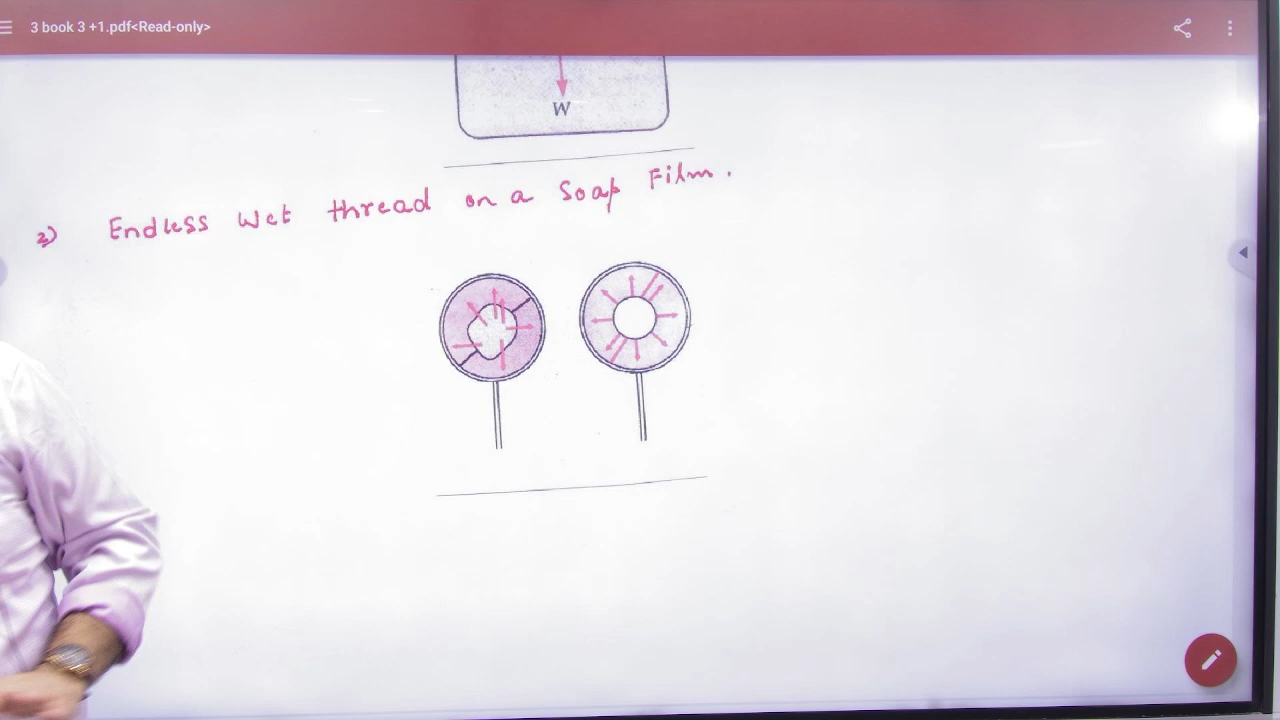 3 book 3 +1.pdf<Read-only>
W
2) Endless Wet thread on a Soap Film.